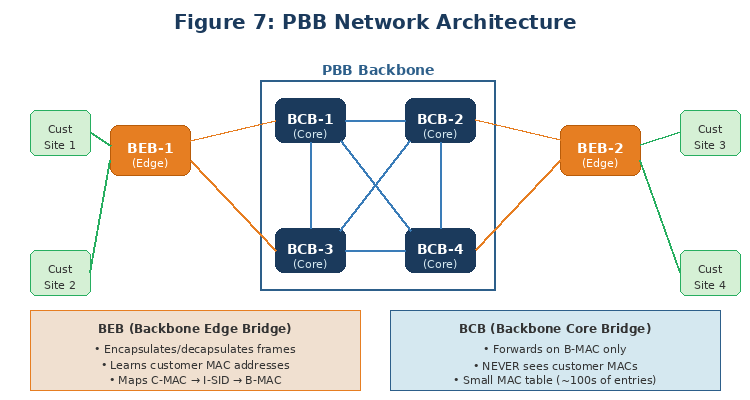 Figure 7: PBB Network Architecture
PBB Backbone
Cust
Site 1
BEB-1
(Edge)
BCB-1
(Core)
BCB-2
(Core)
BEB-2
(Edge)
Cust
Site 3
Cust
Site 2
BCB-3
(Core)
BCB-4
(Core)
Cust
Site 4
BEB (Backbone Edge Bridge)
• Encapsulates/decapsulates frames
• Learns customer MAC addresses
• Maps C-MAC → I-SID → B-MAC
BCB (Backbone Core Bridge)
• Forwards on B-MAC only
• NEVER sees customer MACs
• Small MAC table (~100s of entries)